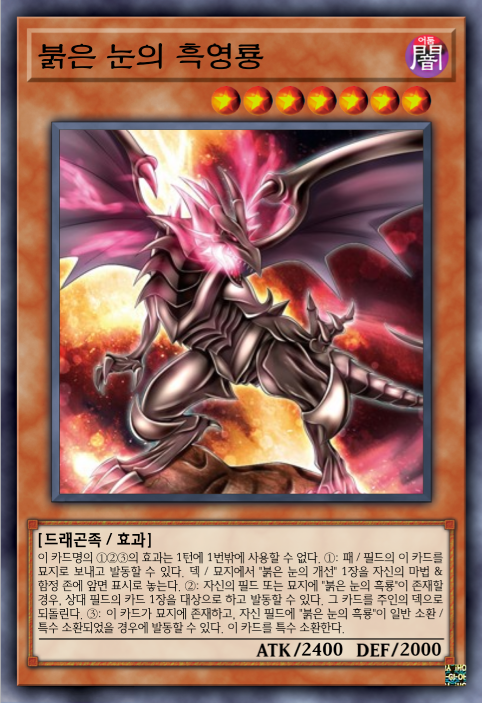 붉은 눈의 흑영룡
어둠
闇
[드래곤족 / 효과]
이 카드명의 ①②③의 효과는 1턴에 1번밖에 사용할 수 없다. ①: 패 / 필드의 이 카드를
묘지로 보내고 발동할 수 있다. 덱 / 묘지에서 "붉은 눈의 개선" 1장을 자신의 마법 &
함정 존에 앞면 표시로 놓는다. ②: 자신의 필드 또는 묘지에 "붉은 눈의 흑룡"이 존재할
경우, 상대 필드의 카드 1장을 대상으로 하고 발동할 수 있다. 그 카드를 주인의 덱으로
되돌린다. ③: 이 카드가 묘지에 존재하고, 자신 필드에 "붉은 눈의 흑룡"이 일반 소환 /
특수 소환되었을 경우에 발동할 수 있다. 이 카드를 특수 소환한다.
ATK/2400 DEF/2000